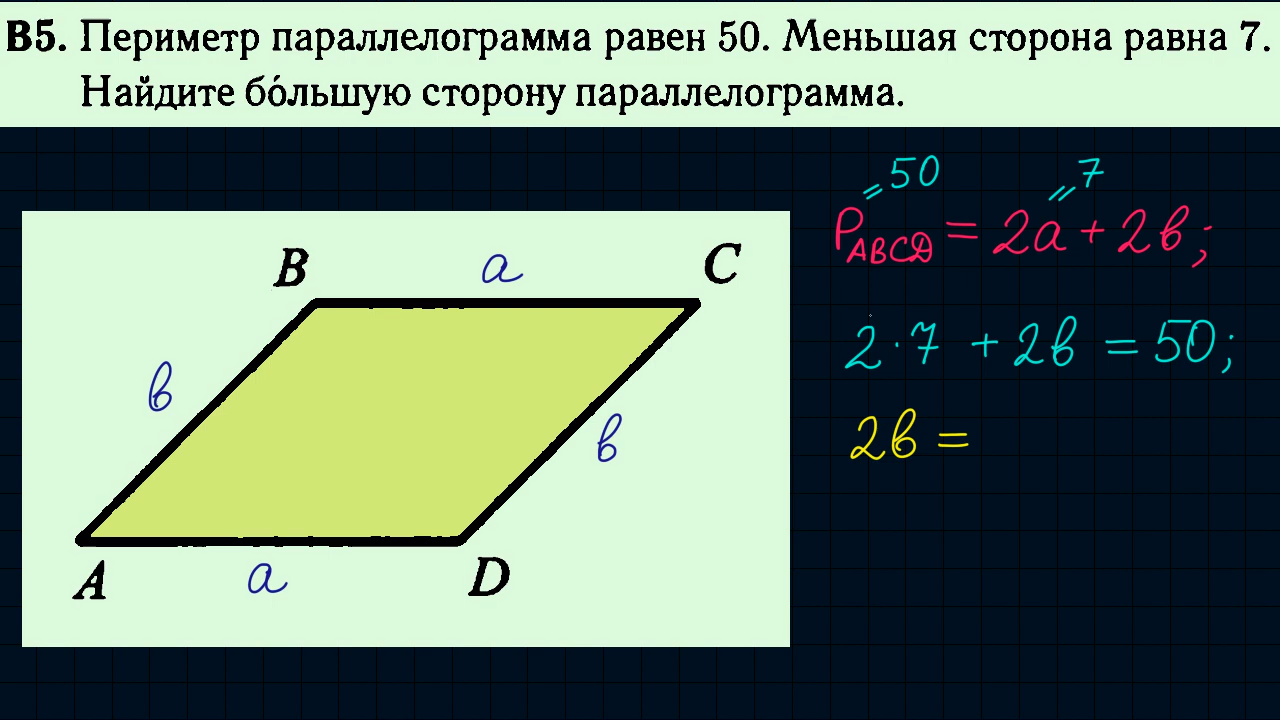 B5. Периметр параллелограмма равен 50. Меньшая сторона равна 7.
Найдите бо́льшую сторону параллелограмма.
B
a
C
в
в
A
a
D
= 50
= 7
P ABCD = 2a + 2в;
2·7 + 2в = 50;
2в =